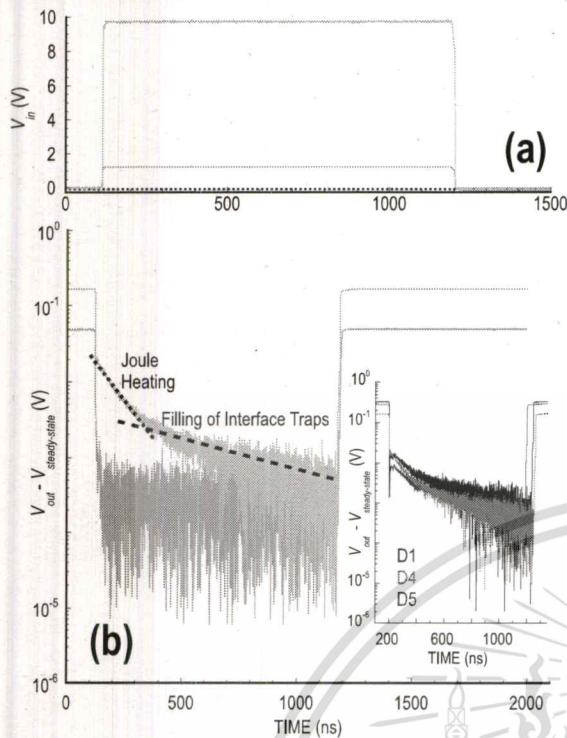 10
8
6
4
2
0
V_in (V)
(a)
0
500
1000
1500
10^0
10^-1
10^-5
10^-6
V_out - V_steady-state (V)
Joule
Heating
Filling of Interface Traps
(b)
0
500
1000
1500
2000
TIME (ns)
10^0
10^-1
10^-5
10^-6
V_out - V_steady-state (V)
D1
D4
D5
200
600
1000
TIME (ns)